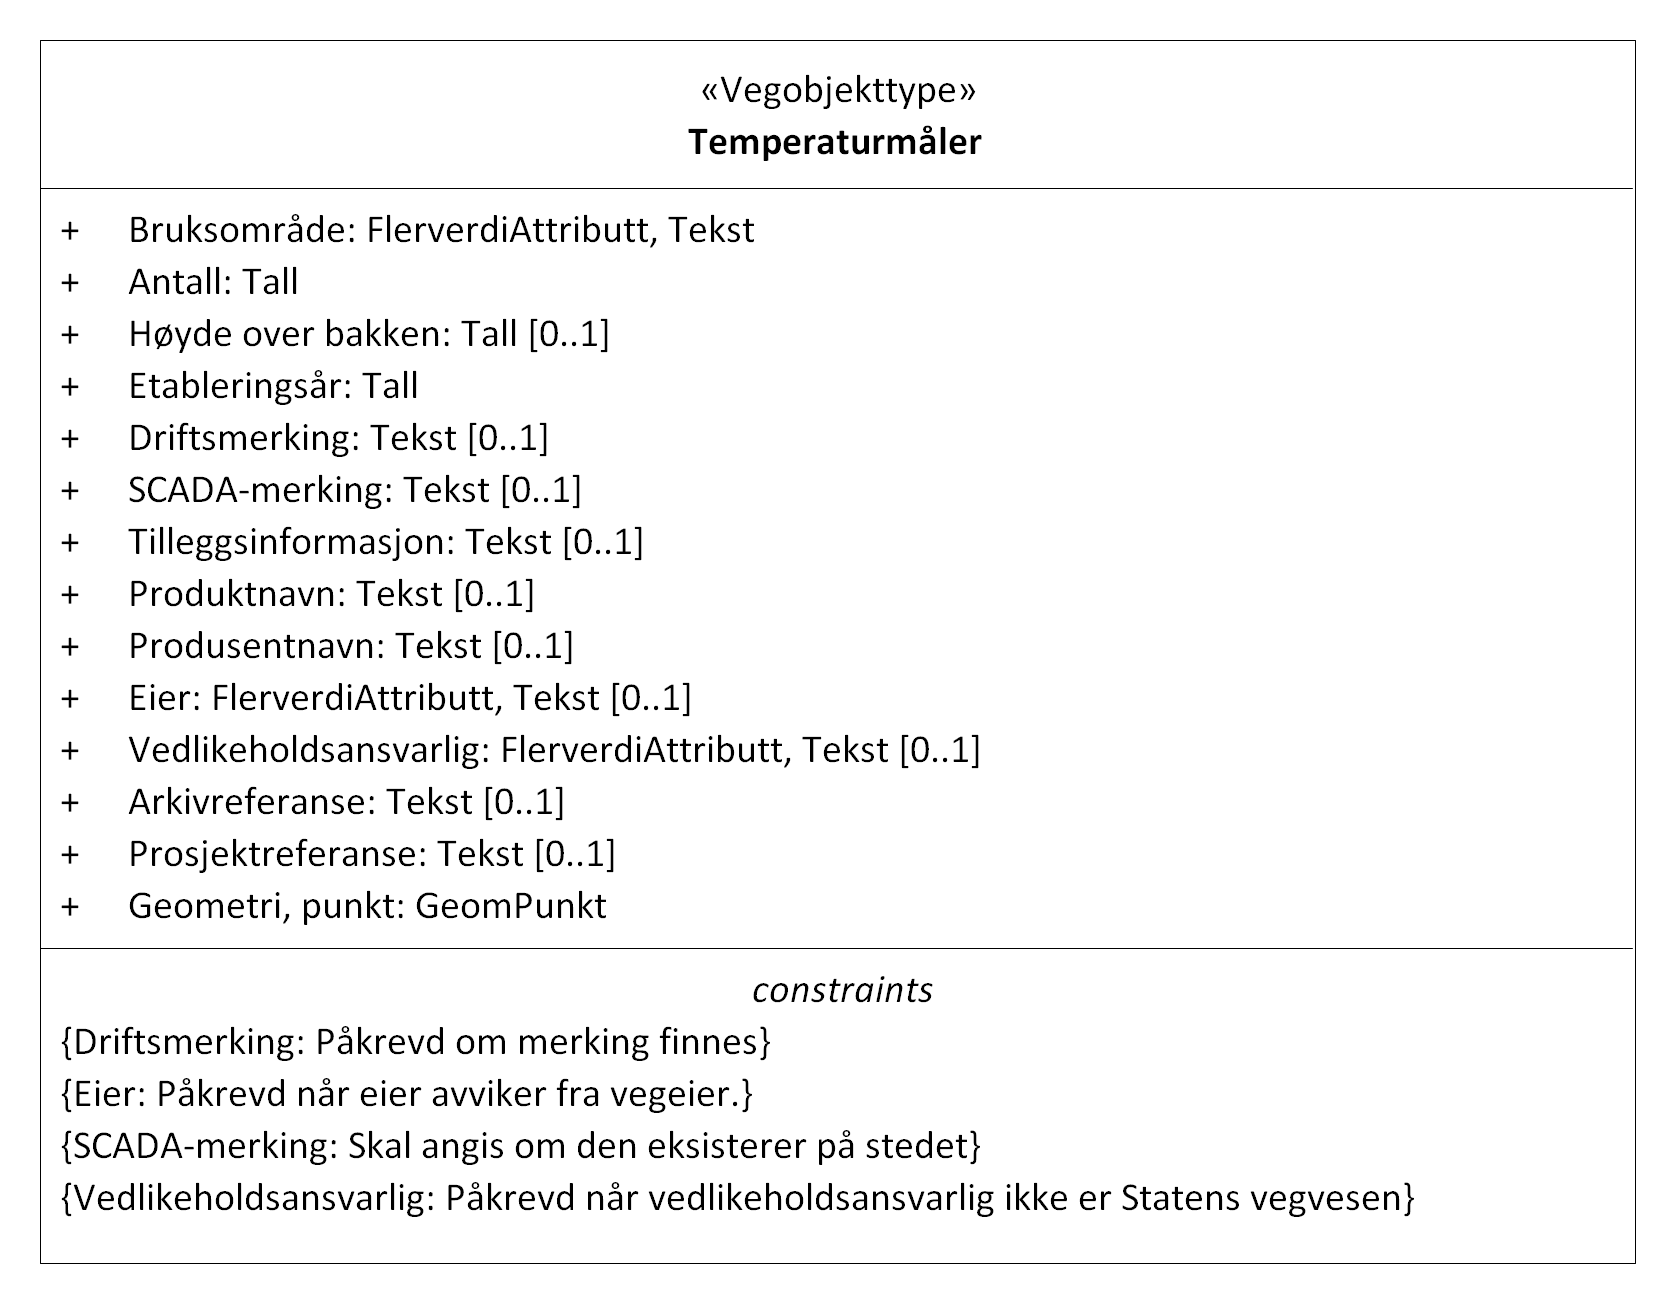 «Vegobjekttype»
Temperaturmåler
+ Bruksområde: FlerverdiAttributt, Tekst
+ Antall: Tall
+ Høyde over bakken: Tall [0..1]
+ Etableringsår: Tall
+ Driftsmerking: Tekst [0..1]
+ SCADA-merking: Tekst [0..1]
+ Tilleggsinformasjon: Tekst [0..1]
+ Produktnavn: Tekst [0..1]
+ Produsentnavn: Tekst [0..1]
+ Eier: FlerverdiAttributt, Tekst [0..1]
+ Vedlikeholdsansvarlig: FlerverdiAttributt, Tekst [0..1]
+ Arkivreferanse: Tekst [0..1]
+ Prosjektreferanse: Tekst [0..1]
+ Geometri, punkt: GeomPunkt
constraints
{Driftsmerking: Påkrevd om merking finnes}
{Eier: Påkrevd når eier avviker fra vegeier.}
{SCADA-merking: Skal angis om den eksisterer på stedet}
{Vedlikeholdsansvarlig: Påkrevd når vedlikeholdsansvarlig ikke er Statens vegvesen}